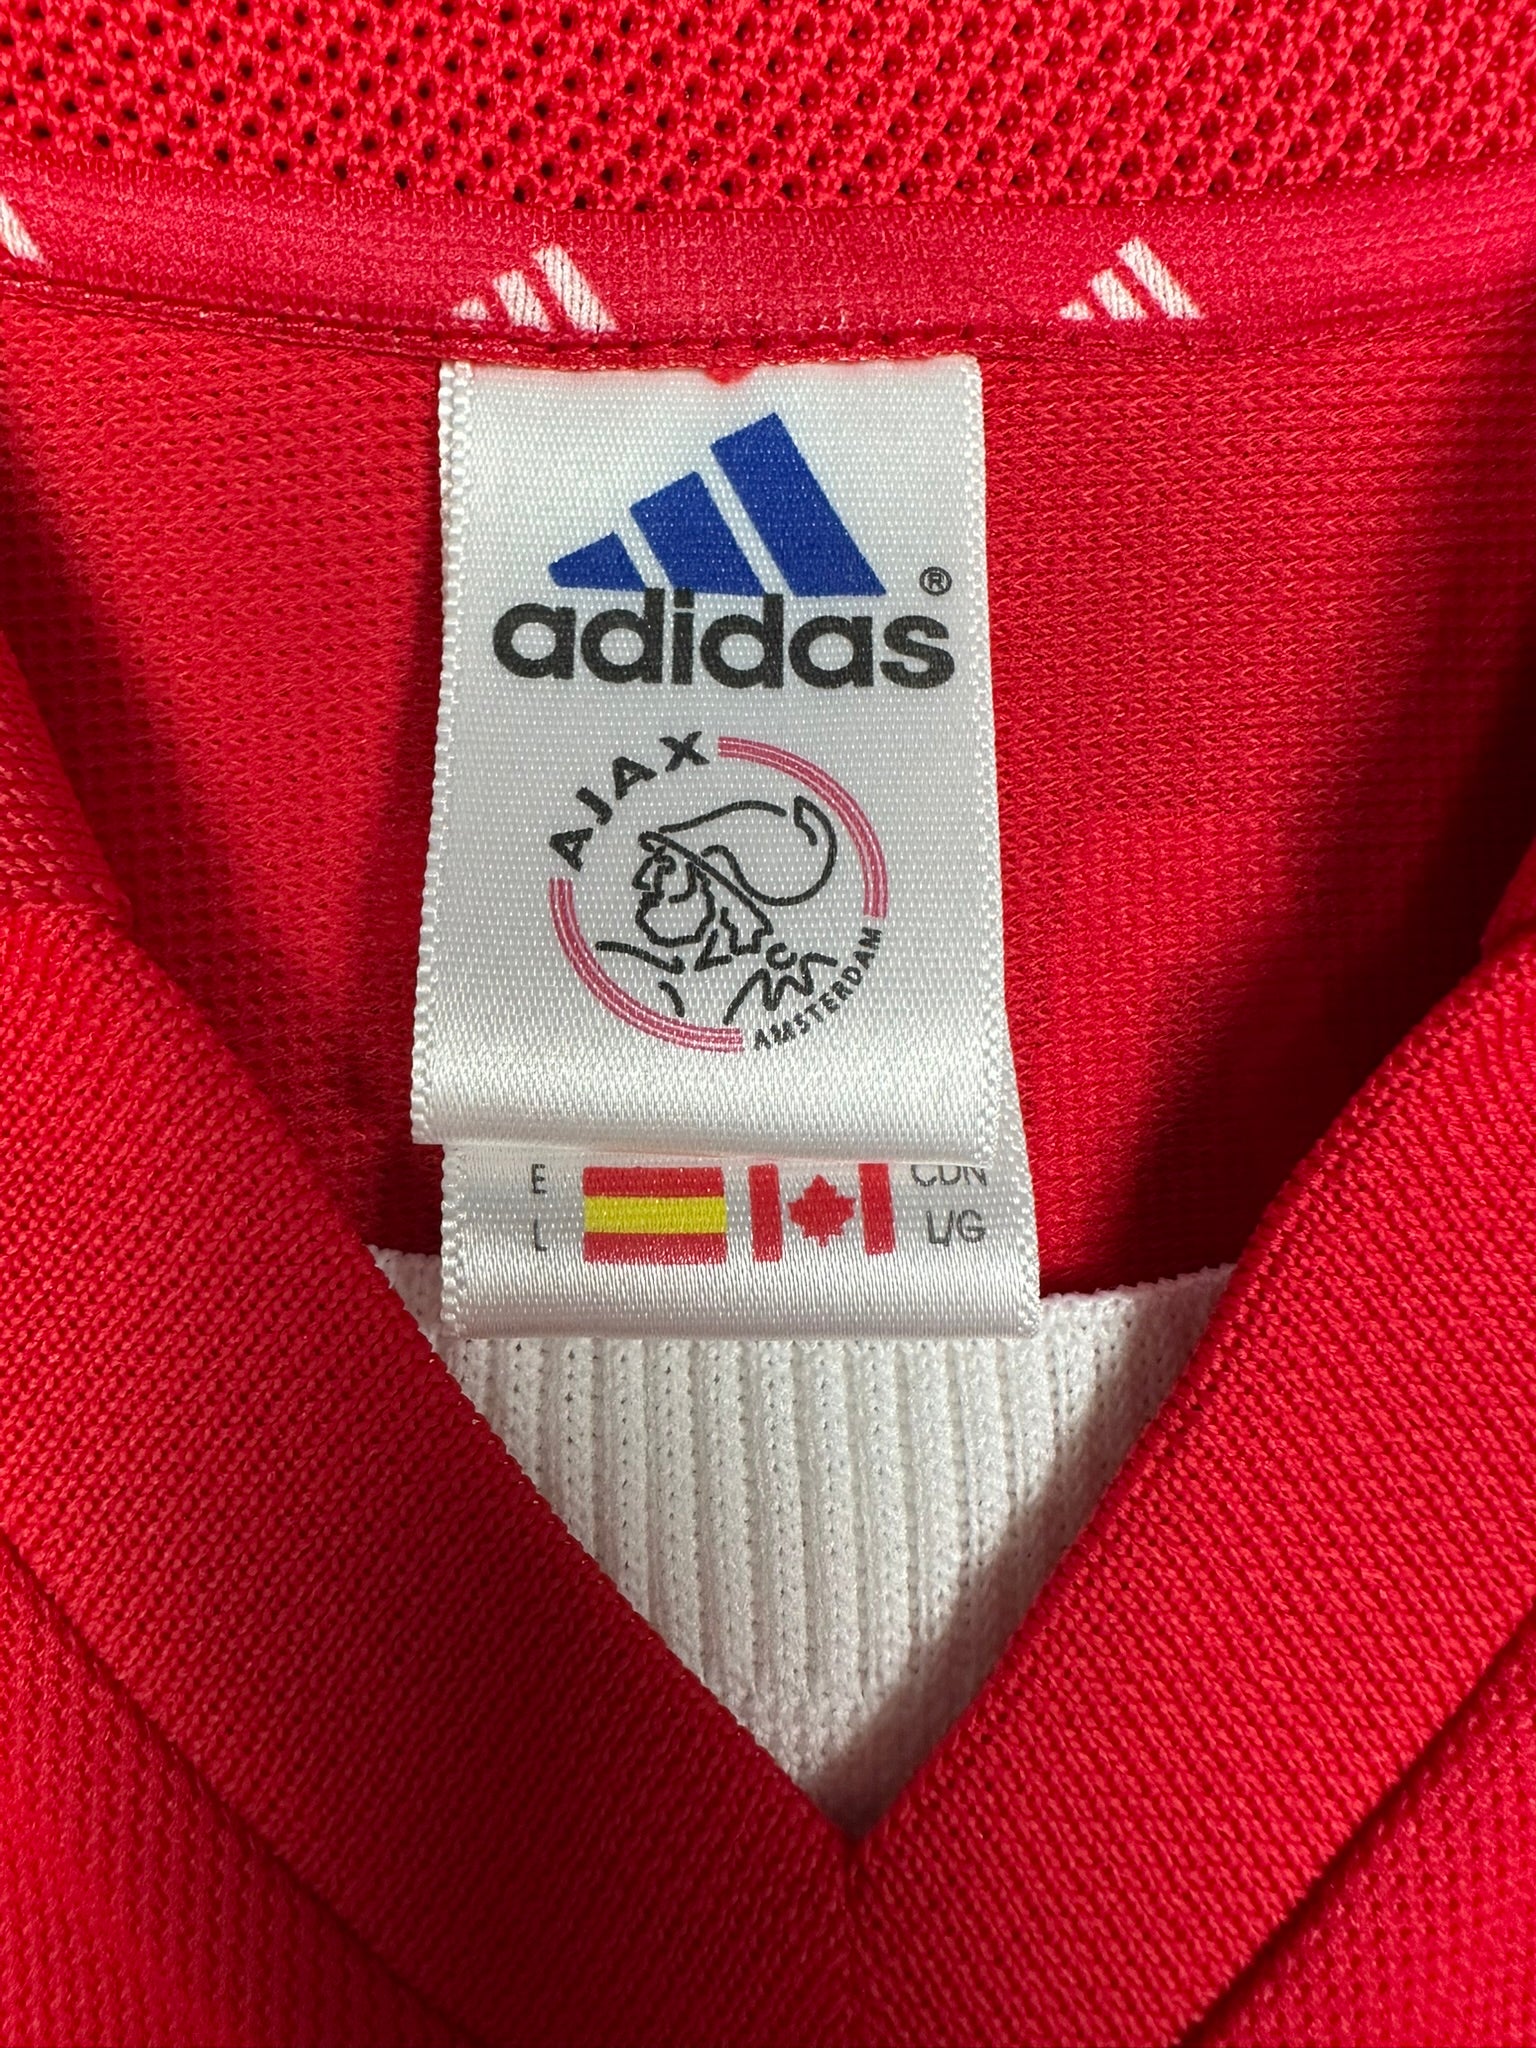 adidas®
AJAX
AMSTERDAM
E CDN
L L/G